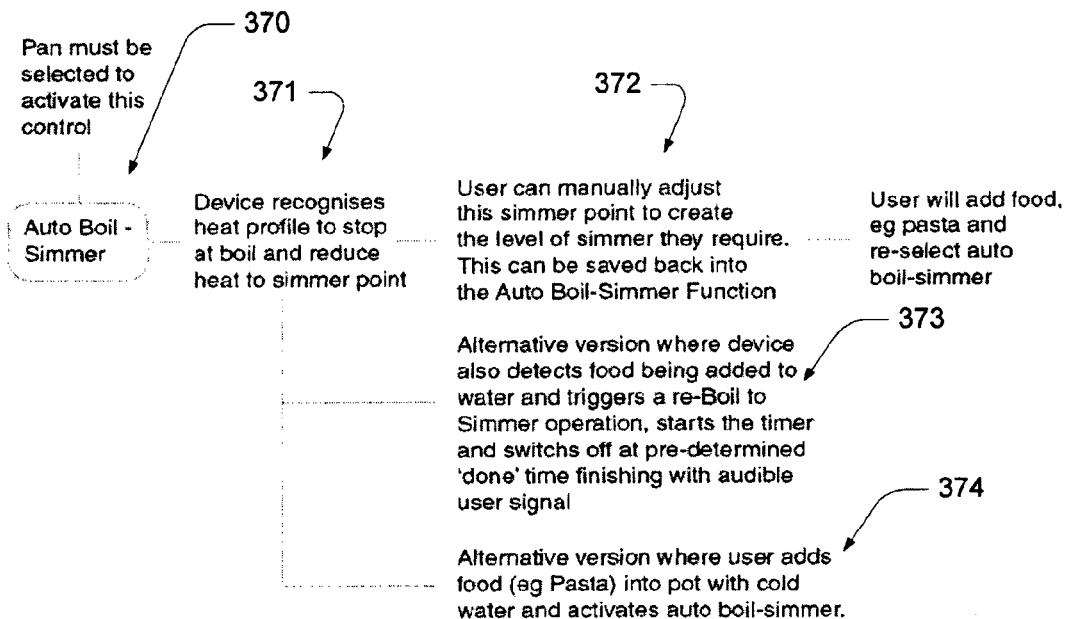 370
Pan must be
selected to
activate this
control
371
372
Auto Boil -
Simmer
Device recognises
heat profile to stop
at boil and reduce
heat to simmer point
User can manually adjust
this simmer point to create
the level of simmer they require.
This can be saved back into
the Auto Boil-Simmer Function
User will add food,
eg pasta and
re-select auto
boil-simmer
373
Alternative version where device
also detects food being added to
water and triggers a re-Boil to
Simmer operation, starts the timer
and switchs off at pre-determined
'done' time finishing with audible
user signal
374
Alternative version where user adds
food (eg Pasta) into pot with cold
water and activates auto boil-simmer.